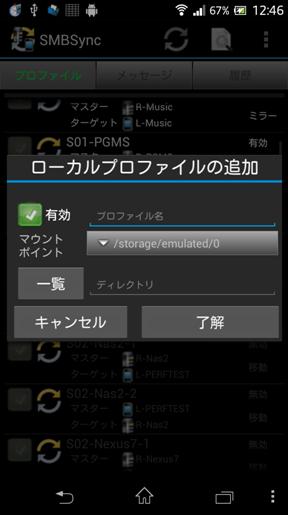 67%
12:46
SMBSync
プロファイル
メッセージ
履歴
マスター R-Music
ターゲット L-Music
ミラー
S01-PGMS
有効
ローカルプロファイルの追加
有効
プロファイル名
マウント
ポイント
/storage/emulated/0
一覧
ディレクトリ
キャンセル
了解
S02-Nas2-1
無効
マスター R-Nas2
移動
ターゲット L-PERFTEST
S02-Nas2-2
無効
マスター L-PERFTEST
移動
ターゲット R-Nas2
S02-Nexus7-1
無効
マスター R-Nexus7
移動